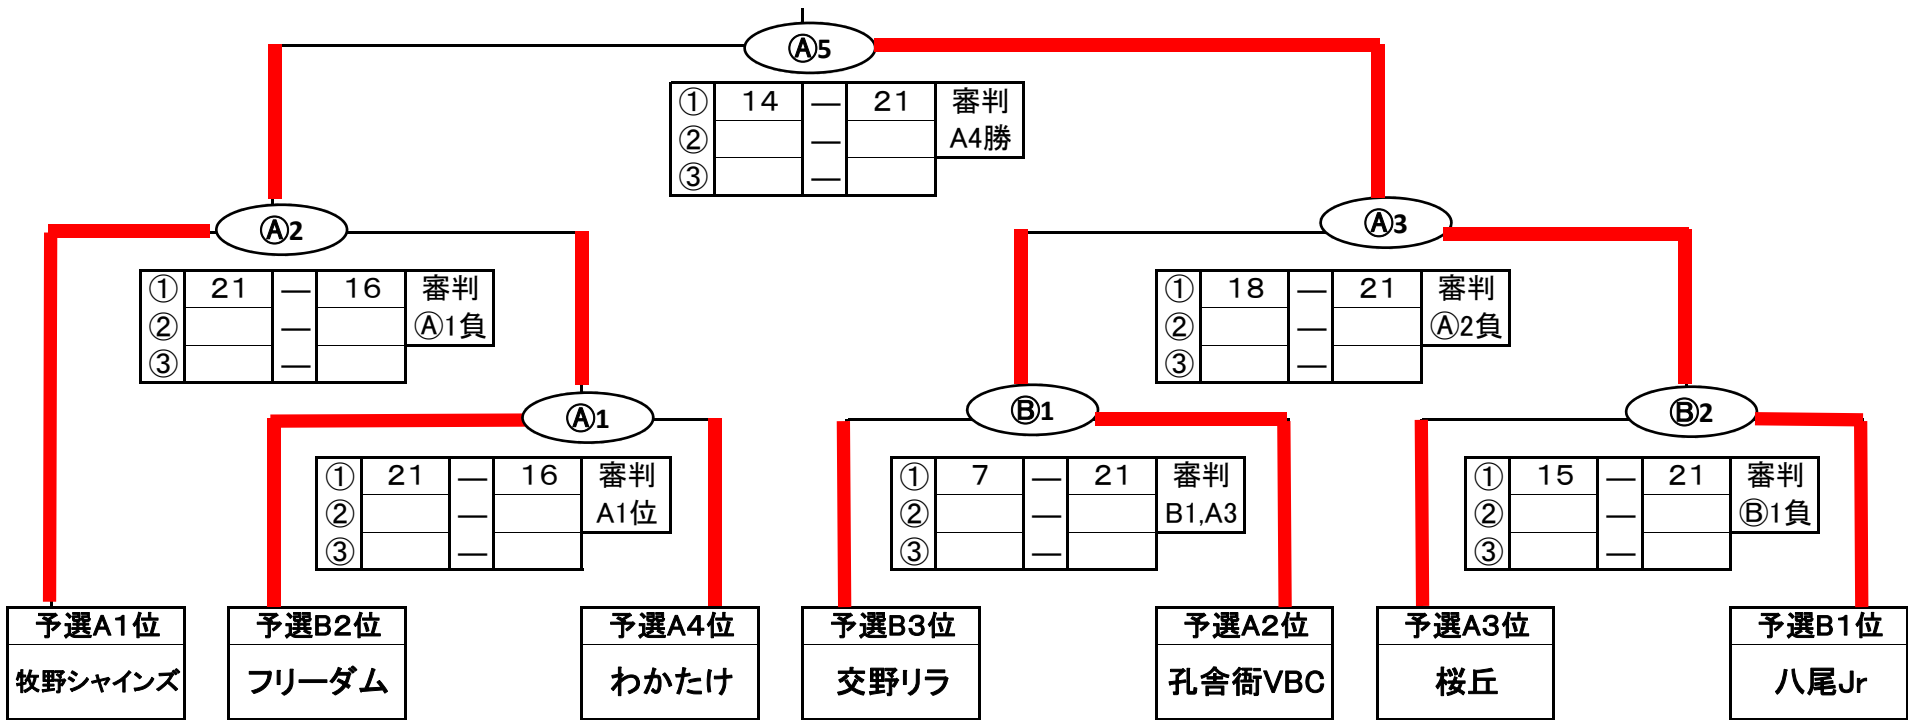 Ⓐ5
① 14 ― 21 審判
② ― A4勝
③ ―
Ⓐ2
Ⓐ3
① 21 ― 16 審判
② ― Ⓐ1負
③ ―
① 18 ― 21 審判
② ― Ⓐ2負
③ ―
Ⓐ1
Ⓑ1
Ⓑ2
① 21 ― 16 審判
② ― A1位
③ ―
① 7 ― 21 審判
② ― B1,A3
③ ―
① 15 ― 21 審判
② ― Ⓑ1負
③ ―
予選A1位
牧野シャインズ
予選B2位
フリーダム
予選A4位
わかたけ
予選B3位
交野リラ
予選A2位
孔舎衙VBC
予選A3位
桜丘
予選B1位
八尾Jr